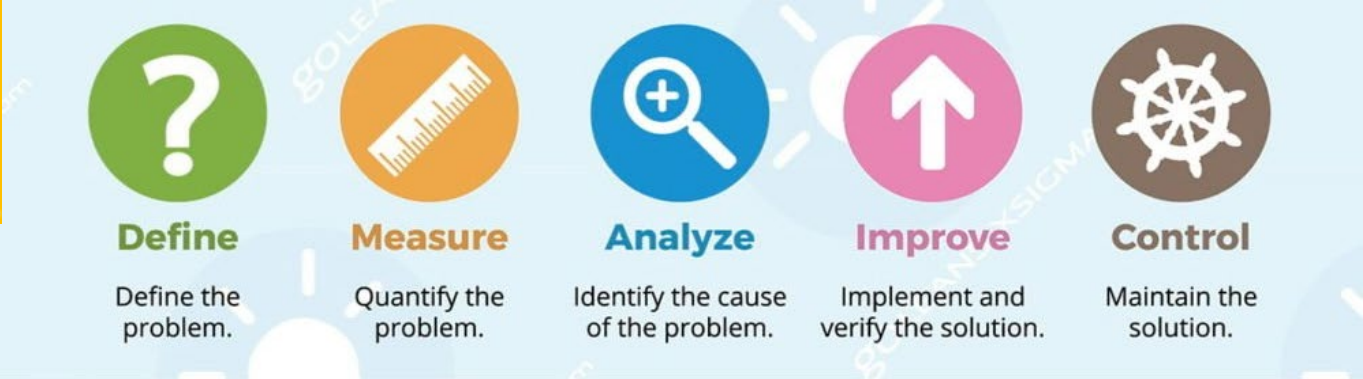 Define
Define the
problem.
Measure
Quantify the
problem.
Analyze
Identify the cause
of the problem.
Improve
Implement and
verify the solution.
Control
Maintain the
solution.